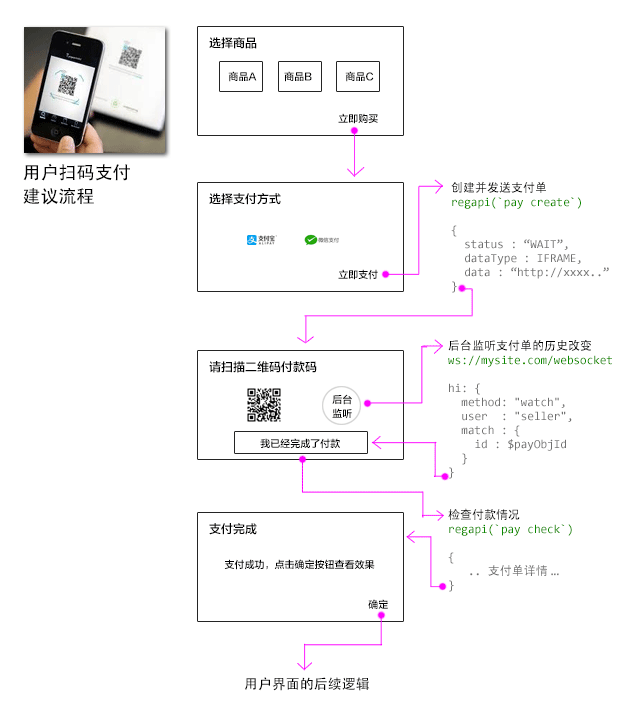 用户扫码支付
建议流程
选择商品
商品A
商品B
商品C
立即购买
选择支付方式
支付宝
ALIPAY
微信支付
立即支付
创建并发送支付单
regapi(`pay create`)
{
status : “WAIT”,
dataType : IFRAME,
data : “http://xxxx..”
}
请扫描二维码付款码
后台
监听
我已经完成了付款
后台监听支付单的历史改变
ws://mysite.com/websocket
hi: {
method: "watch",
user  : "seller",
match : {
id : $payObjId
}
}
检查付款情况
regapi(`pay check`)
{
.. 支付单详情 …
}
支付完成
支付成功，点击确定按钮查看效果
确定
用户界面的后续逻辑